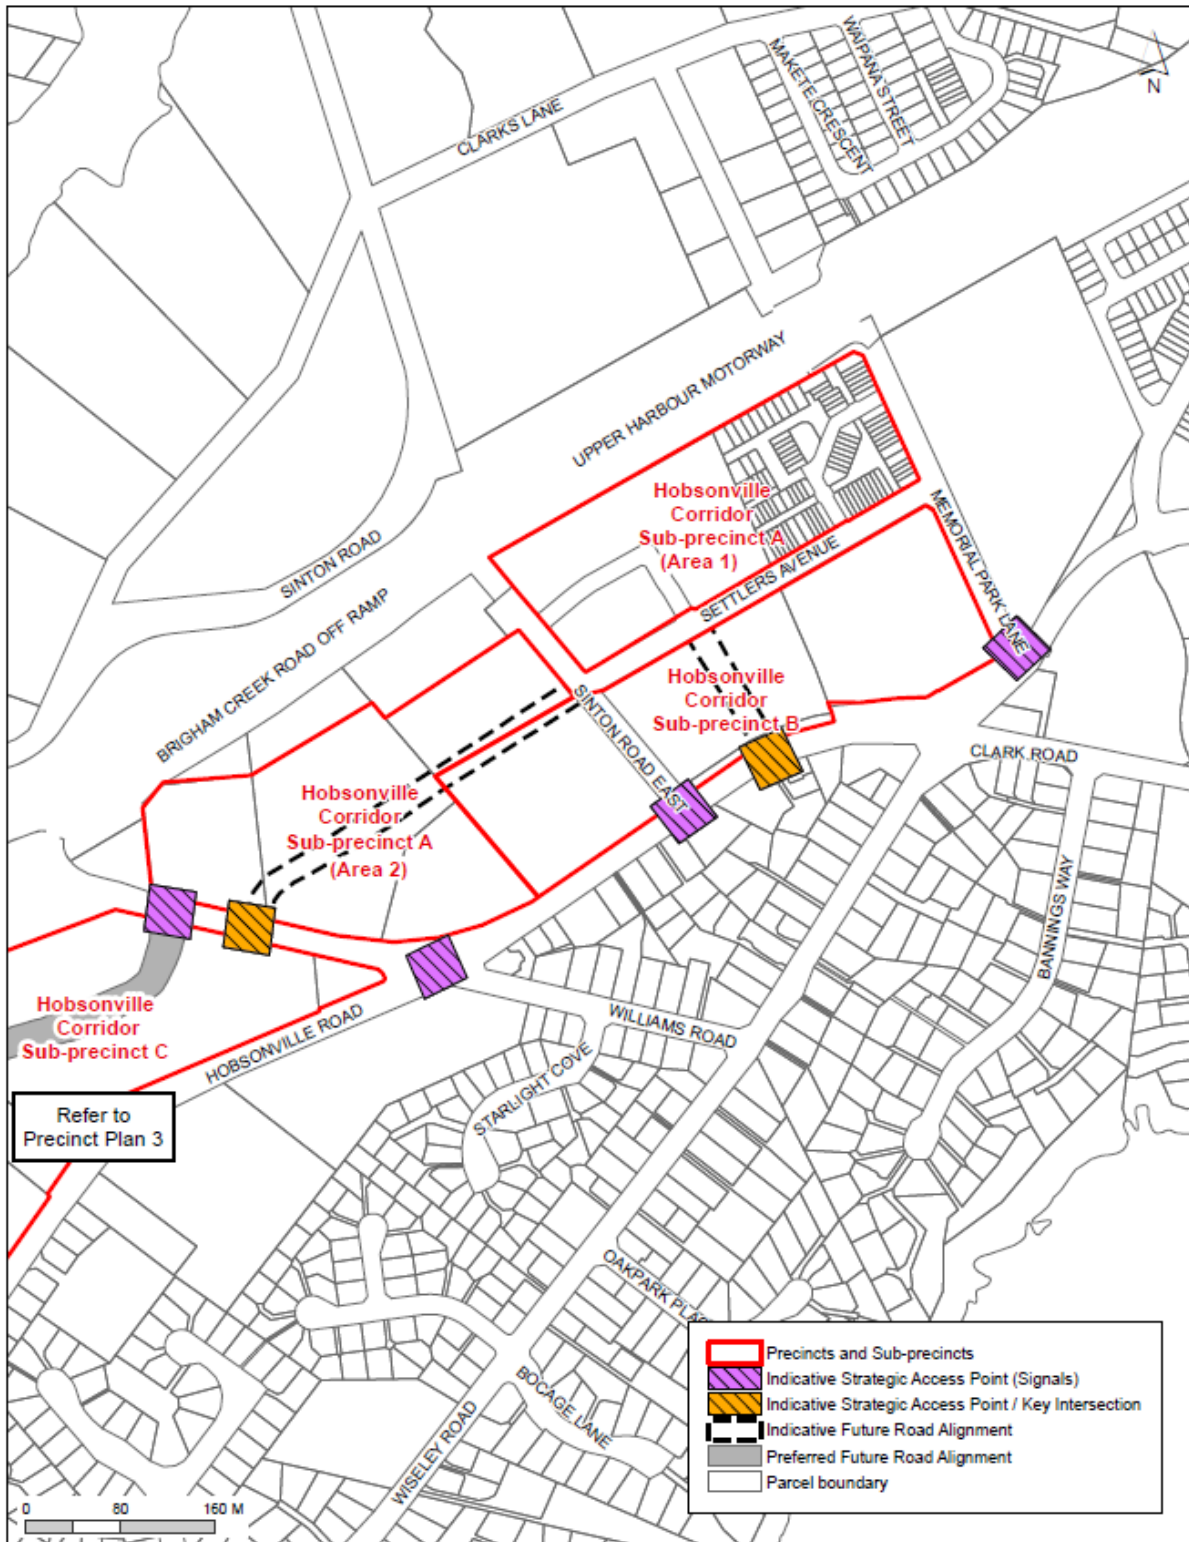 WAIPANA STREET
MAKETE CRESCENT
N
CLARKS LANE
UPPER HARBOUR MOTORWAY
Hobsonville
Corridor
Sub-precinct A
(Area 1)
MEMORIAL PARK LANE
SETTLERS AVENUE
SINTON ROAD
BRIGHAM CREEK ROAD OFF RAMP
Hobsonville
Corridor
Sub-precinct B
SINTON ROAD EAST
CLARK ROAD
Hobsonville
Corridor
Sub-precinct A
(Area 2)
BANNINGS WAY
Hobsonville
Corridor
Sub-precinct C
HOBSONVILLE ROAD
WILLIAMS ROAD
STARLIGHT COVE
Refer to
Precinct Plan 3
OAKPARK PLAC
BOCAGE LANE
WISELEY ROAD
Precincts and Sub-precincts
Indicative Strategic Access Point (Signals)
Indicative Strategic Access Point / Key Intersection
Indicative Future Road Alignment
Preferred Future Road Alignment
Parcel boundary
0 80 160 M